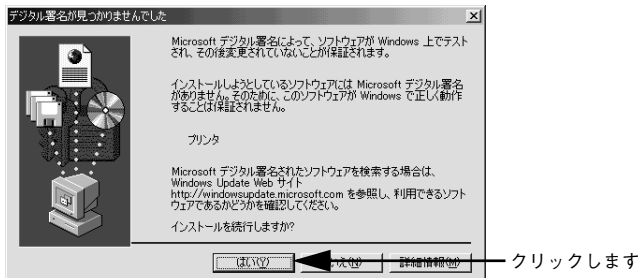 デジタル署名が見つかりませんでした
Microsoft デジタル署名によって、ソフトウェアが Windows 上でテスト
され、その後変更されていないことが保証されます。
インストールしようとしているソフトウェアには Microsoft デジタル署名
がありません。そのために、このソフトウェアが Windows で正しく動作
することは保証されません。
プリンタ
Microsoft デジタル署名されたソフトウェアを検索する場合は、
Windows Update Web サイト
http://windowsupdate.microsoft.com を参照し、利用できるソフト
ウェアであるかどうかを確認してください。
インストールを続行しますか?
はい(Y)
いいえ(N)
詳細情報(M)
クリックします